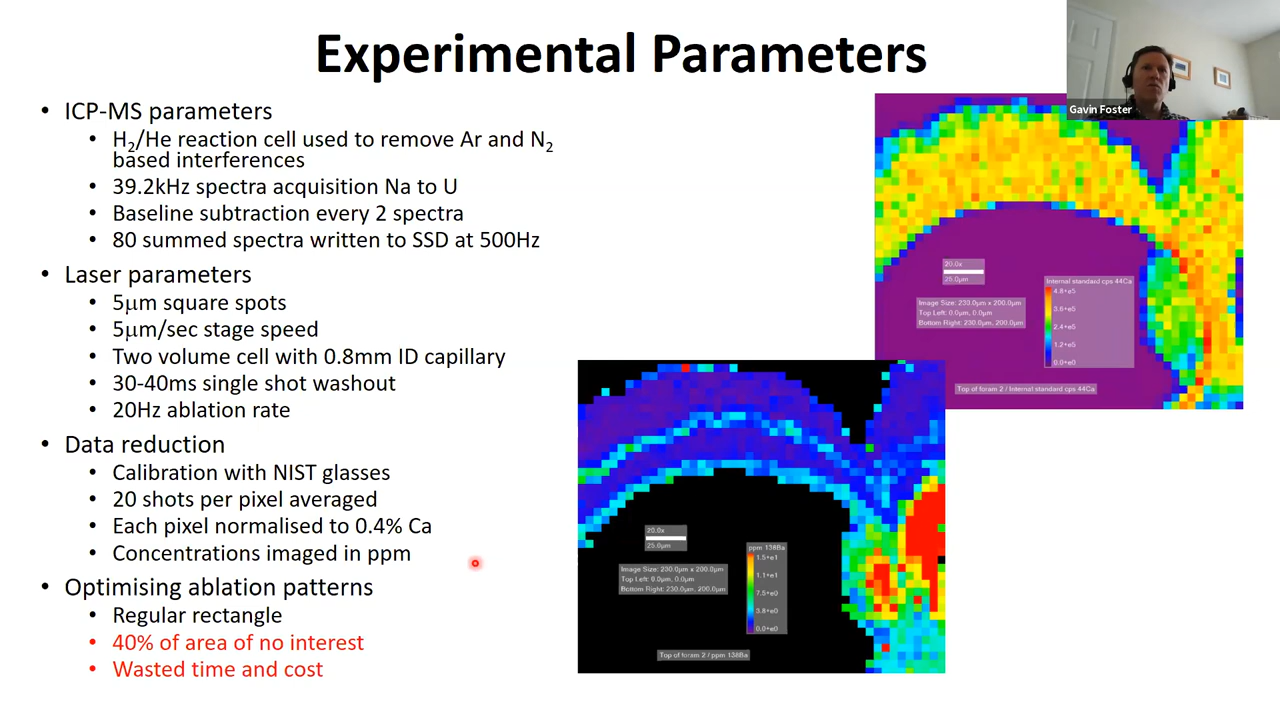 Experimental Parameters
Gavin Foster
• ICP-MS parameters
• H₂/He reaction cell used to remove Ar and N₂
based interferences
• 39.2kHz spectra acquisition Na to U
• Baseline subtraction every 2 spectra
• 80 summed spectra written to SSD at 500Hz
• Laser parameters
• 5μm square spots
• 5μm/sec stage speed
• Two volume cell with 0.8mm ID capillary
• 30-40ms single shot washout
• 20Hz ablation rate
• Data reduction
• Calibration with NIST glasses
• 20 shots per pixel averaged
• Each pixel normalised to 0.4% Ca
• Concentrations imaged in ppm
• Optimising ablation patterns
• Regular rectangle
• 40% of area of no interest
• Wasted time and cost
20.0x
25.0μm
Image Size: 230.0μm x 200.0μm
Top Left: 0.0μm, 0.0μm
Bottom Right: 230.0μm, 200.0μm
Internal standard cps 44Ca
4.8+e5
3.6+e5
2.4+e5
1.2+e5
0.0+e0
Top of foram 2 / Internal standard cps 44Ca
20.0x
25.0μm
Image Size: 230.0μm x 200.0μm
Top Left: 0.0μm, 0.0μm
Bottom Right: 230.0μm, 200.0μm
ppm 138Ba
1.5+e1
1.1+e1
7.5+e0
3.8+e0
0.0+e0
Top of foram 2 / ppm 138Ba